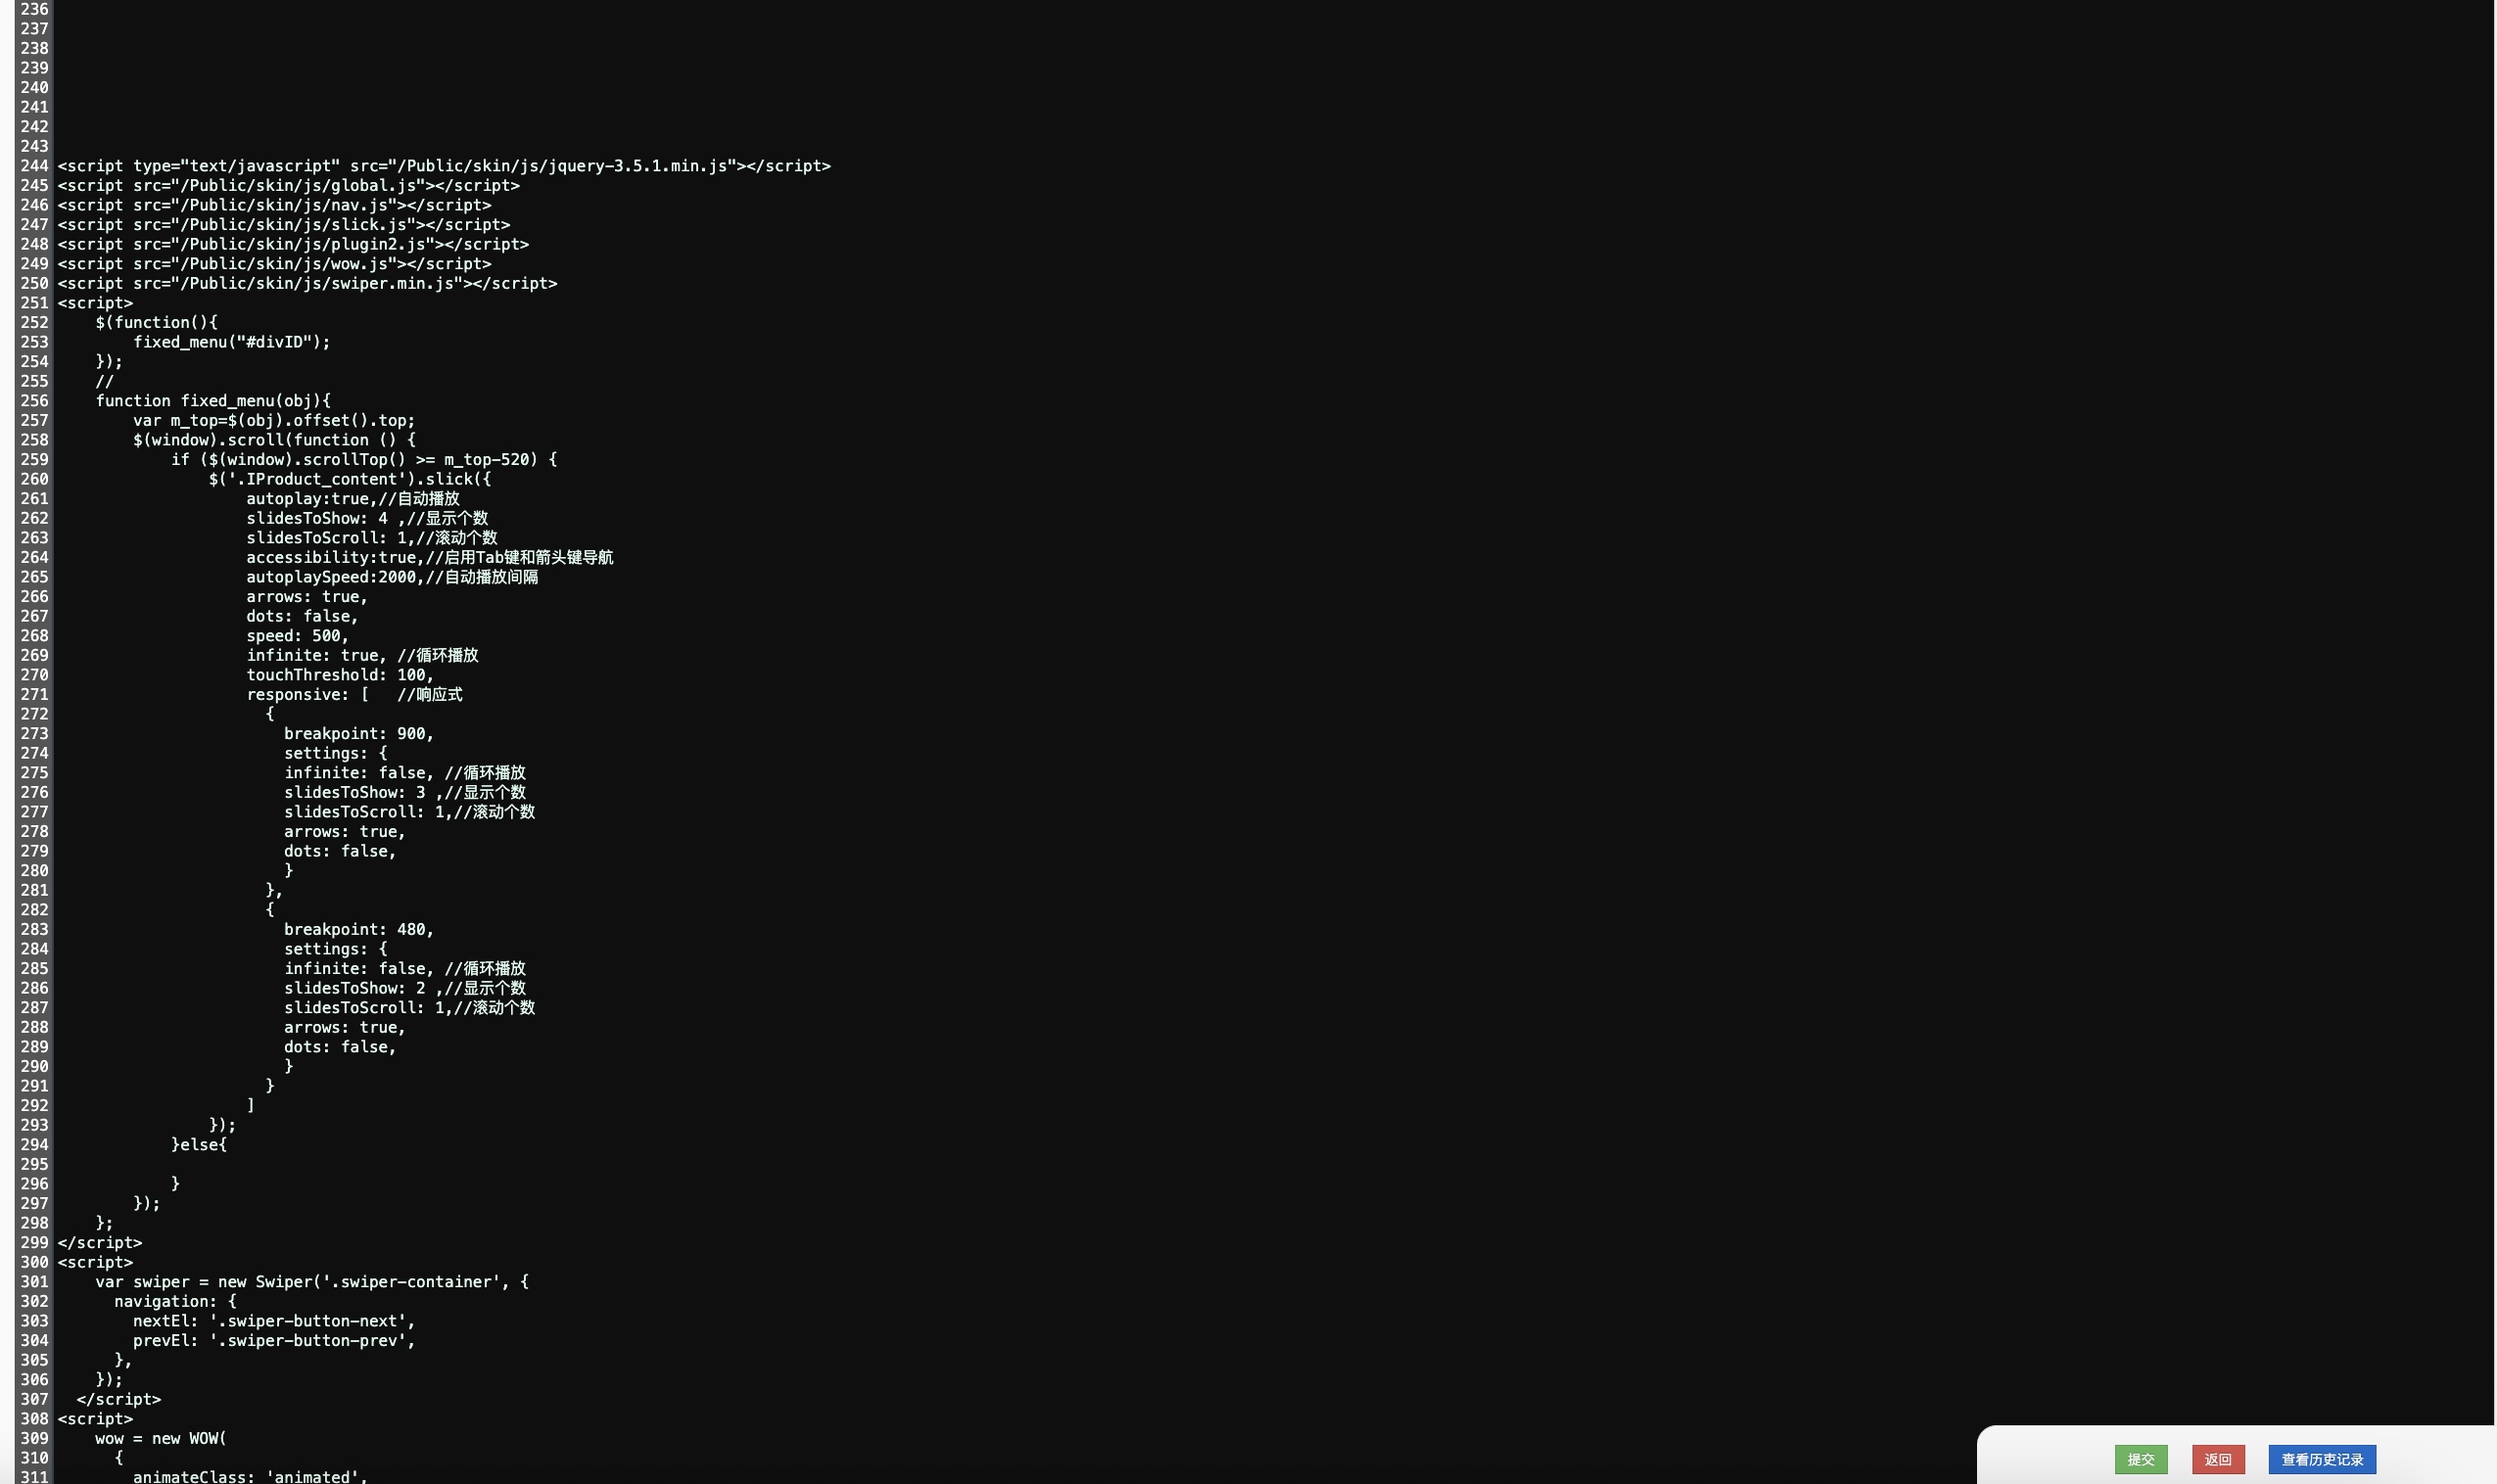 236
237
238
239
240
241
242
243
244 <script type="text/javascript" src="/Public/skin/js/jquery-3.5.1.min.js"></script>
245 <script src="/Public/skin/js/global.js"></script>
246 <script src="/Public/skin/js/nav.js"></script>
247 <script src="/Public/skin/js/slick.js"></script>
248 <script src="/Public/skin/js/plugin2.js"></script>
249 <script src="/Public/skin/js/wow.js"></script>
250 <script src="/Public/skin/js/swiper.min.js"></script>
251 <script>
252     $(function(){
253         fixed_menu("#divID");
254     });
255     //
256     function fixed_menu(obj){
257         var m_top=$(obj).offset().top;
258         $(window).scroll(function () {
259             if ($(window).scrollTop() >= m_top-520) {
260                 $('.IProduct_content').slick({
261                     autoplay:true,//自动播放
262                     slidesToShow: 4 ,//显示个数
263                     slidesToScroll: 1,//滚动个数
264                     accessibility:true,//启用Tab键和箭头键导航
265                     autoplaySpeed:2000,//自动播放间隔
266                     arrows: true,
267                     dots: false,
268                     speed: 500,
269                     infinite: true, //循环播放
270                     touchThreshold: 100,
271                     responsive: [   //响应式
272                       {
273                         breakpoint: 900,
274                         settings: {
275                         infinite: false, //循环播放
276                         slidesToShow: 3 ,//显示个数
277                         slidesToScroll: 1,//滚动个数
278                         arrows: true,
279                         dots: false,
280                         }
281                       },
282                       {
283                         breakpoint: 480,
284                         settings: {
285                         infinite: false, //循环播放
286                         slidesToShow: 2 ,//显示个数
287                         slidesToScroll: 1,//滚动个数
288                         arrows: true,
289                         dots: false,
290                         }
291                       }
292                     ]
293                 });
294             }else{
295
296             }
297         });
298     };
299 </script>
300 <script>
301     var swiper = new Swiper('.swiper-container', {
302       navigation: {
303         nextEl: '.swiper-button-next',
304         prevEl: '.swiper-button-prev',
305       },
306     });
307   </script>
308 <script>
309     wow = new WOW(
310       {
311         animateClass: 'animated',
提交 返回 查看历史记录